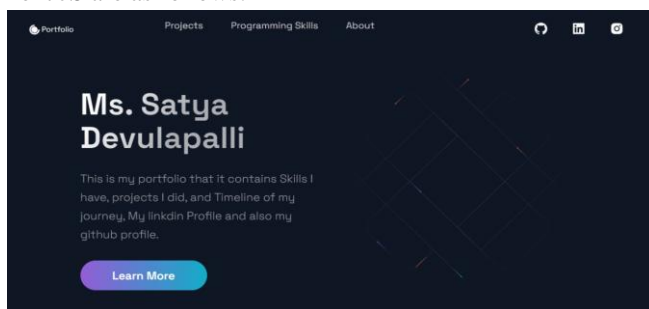 Portfolio
Projects
Programming Skills
About
Ms. Satya
Devulapalli
This is my portfolio that it contains Skills I
have, projects I did, and Timeline of my
journey, My linkdin Profile and also my
github profile.
Learn More